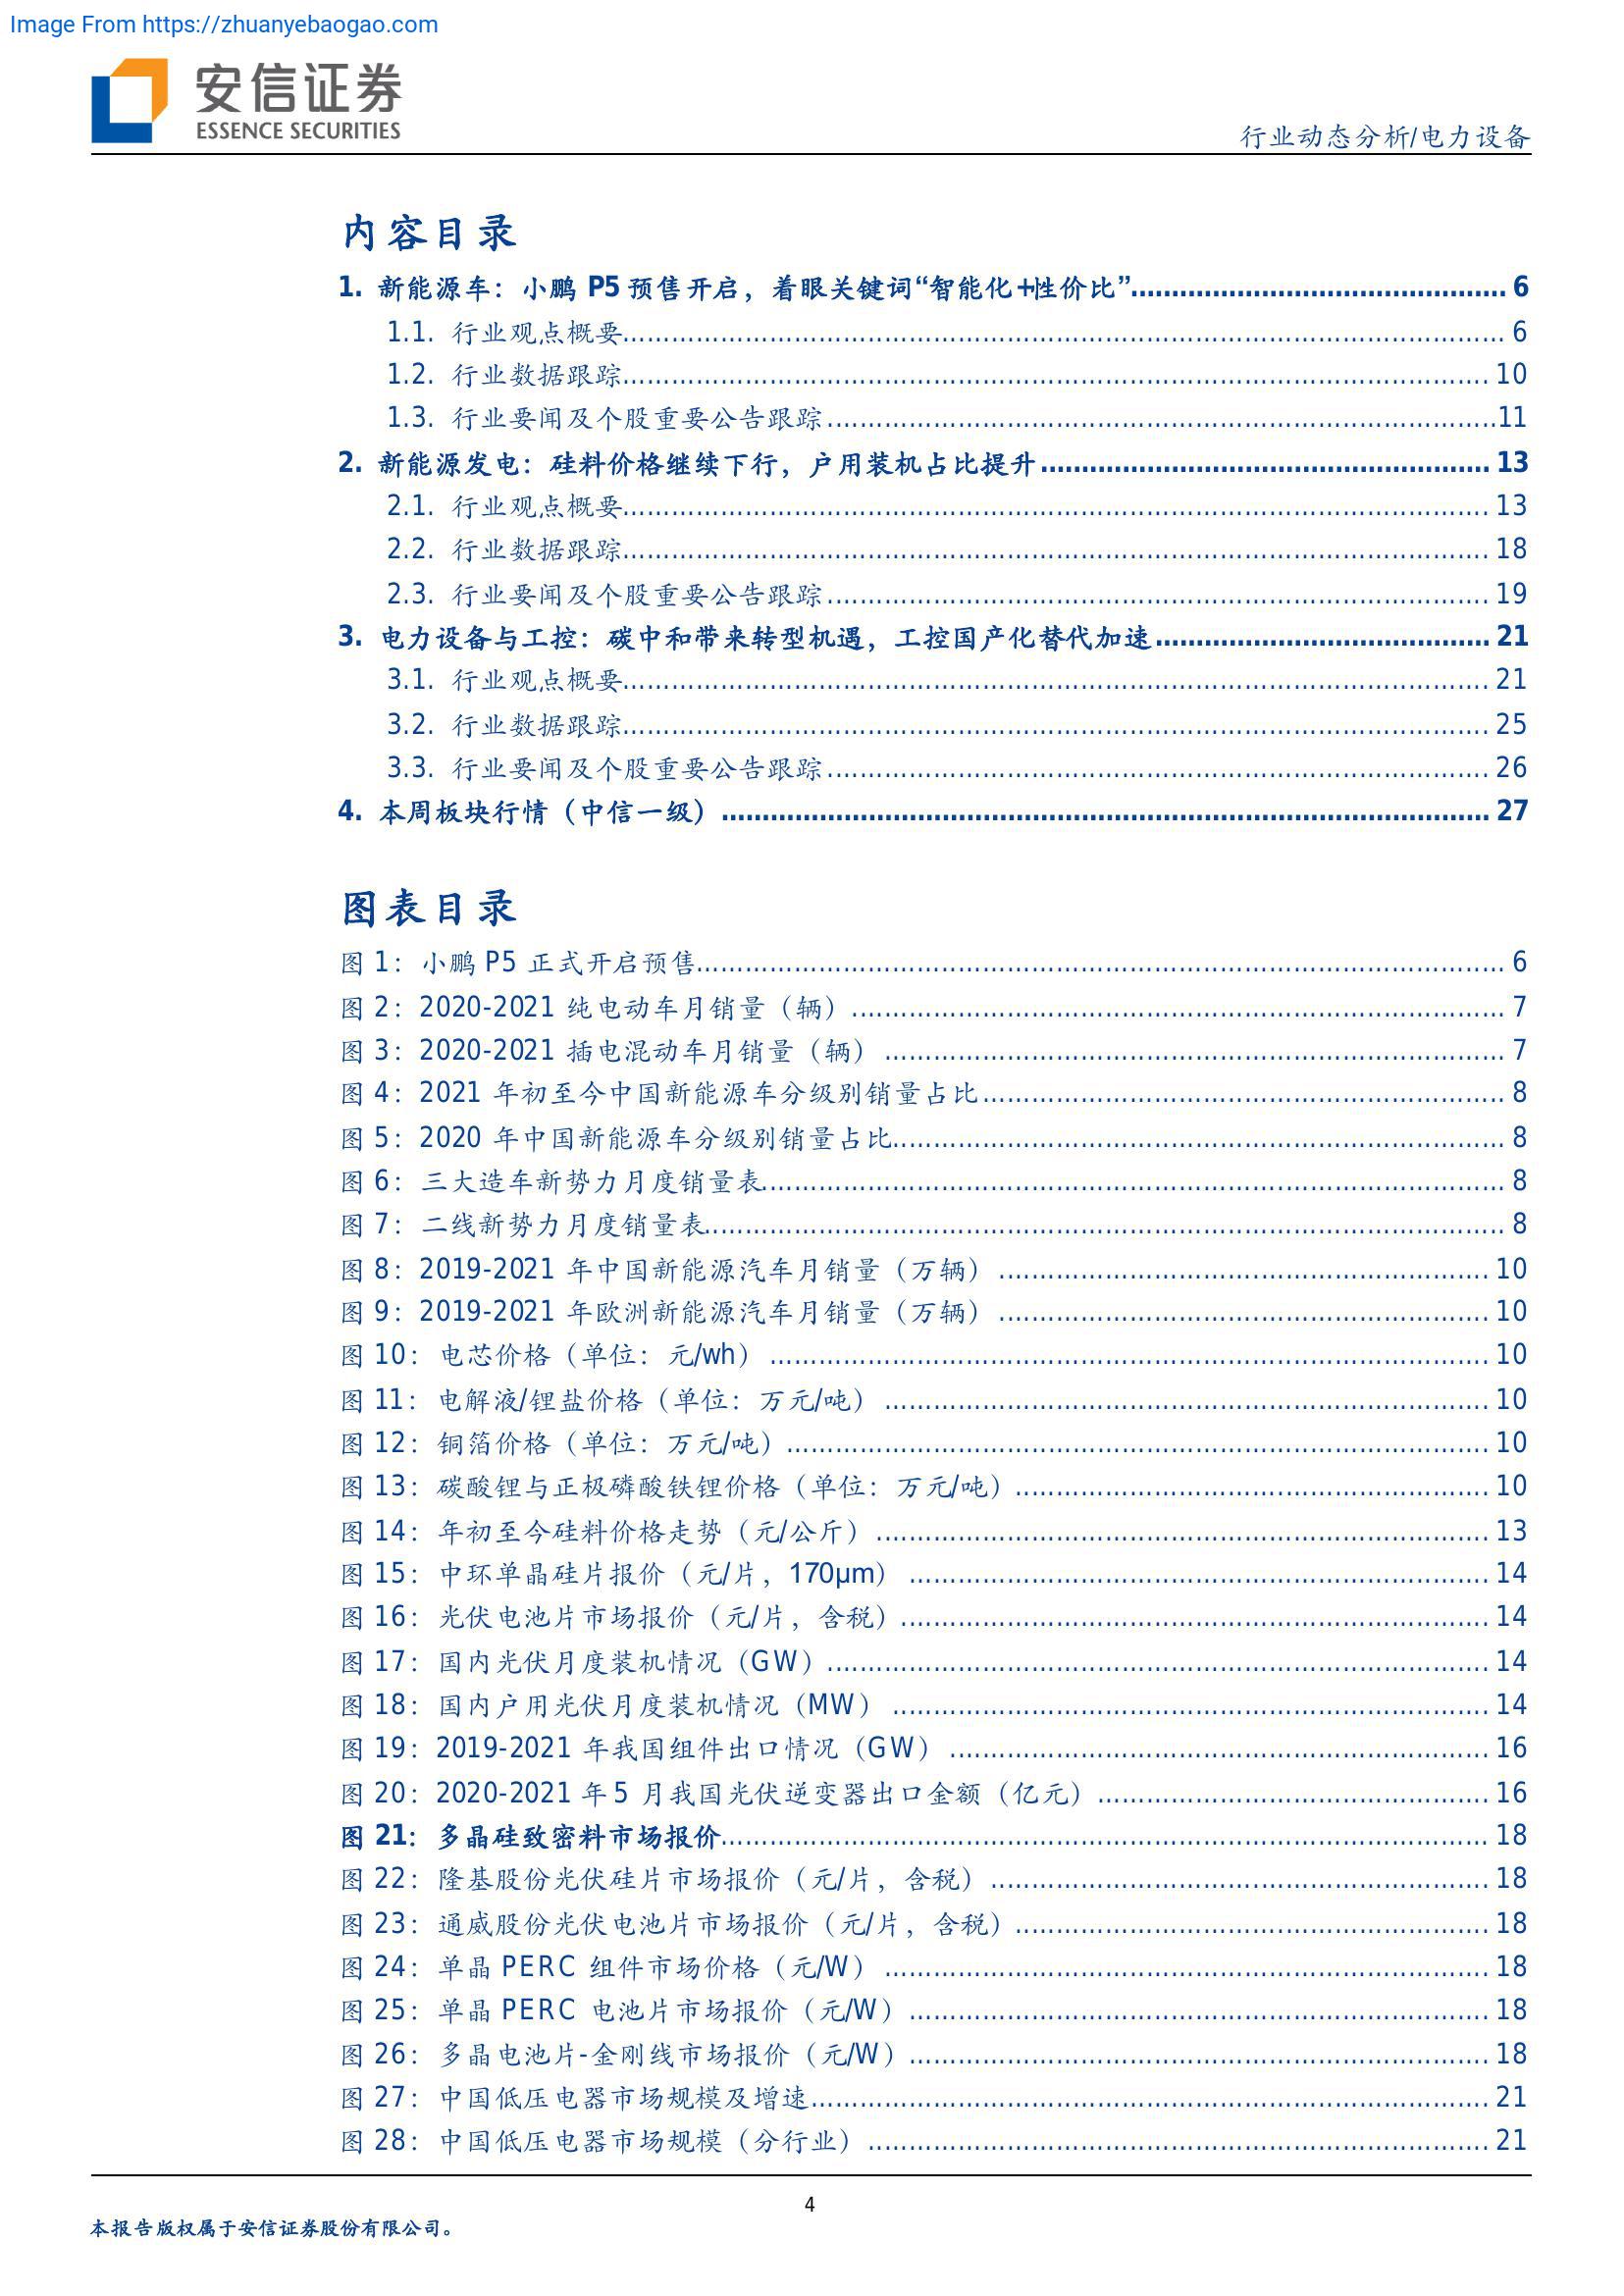 Image From https://zhuanyebaogao.com
安信证券
ESSENCE SECURITIES
行业动态分析/电力设备
内容目录
1. 新能源车：小鹏 P5 预售开启，着眼关键词“智能化+性价比”.............................................. 6
1.1. 行业观点概要.............................................. 6
1.2. 行业数据跟踪.............................................. 10
1.3. 行业要闻及个股重要公告跟踪.............................................. 11
2. 新能源发电：硅料价格继续下行，户用装机占比提升.............................................. 13
2.1. 行业观点概要.............................................. 13
2.2. 行业数据跟踪.............................................. 18
2.3. 行业要闻及个股重要公告跟踪.............................................. 19
3. 电力设备与工控：碳中和带来转型机遇，工控国产化替代加速.............................................. 21
3.1. 行业观点概要.............................................. 21
3.2. 行业数据跟踪.............................................. 25
3.3. 行业要闻及个股重要公告跟踪.............................................. 26
4. 本周板块行情（中信一级）.............................................. 27
图表目录
图 1：小鹏 P5 正式开启预售.............................................. 6
图 2：2020-2021 纯电动车月销量（辆）.............................................. 7
图 3：2020-2021 插电混动车月销量（辆）.............................................. 7
图 4：2021 年初至今中国新能源车分级别销量占比.............................................. 8
图 5：2020 年中国新能源车分级别销量占比.............................................. 8
图 6：三大造车新势力月度销量表.............................................. 8
图 7：二线新势力月度销量表.............................................. 8
图 8：2019-2021 年中国新能源汽车月销量（万辆）.............................................. 10
图 9：2019-2021 年欧洲新能源汽车月销量（万辆）.............................................. 10
图 10：电芯价格（单位：元/wh）.............................................. 10
图 11：电解液/锂盐价格（单位：万元/吨）.............................................. 10
图 12：铜箔价格（单位：万元/吨）.............................................. 10
图 13：碳酸锂与正极磷酸铁锂价格（单位：万元/吨）.............................................. 10
图 14：年初至今硅料价格走势（元/公斤）.............................................. 13
图 15：中环单晶硅片报价（元/片，170μm）.............................................. 14
图 16：光伏电池片市场报价（元/片，含税）.............................................. 14
图 17：国内光伏月度装机情况（GW）.............................................. 14
图 18：国内户用光伏月度装机情况（MW）.............................................. 14
图 19：2019-2021 年我国组件出口情况（GW）.............................................. 16
图 20：2020-2021 年 5 月我国光伏逆变器出口金额（亿元）.............................................. 16
图 21：多晶硅致密料市场报价.............................................. 18
图 22：隆基股份光伏硅片市场报价（元/片，含税）.............................................. 18
图 23：通威股份光伏电池片市场报价（元/片，含税）.............................................. 18
图 24：单晶 PERC 组件市场价格（元/W）.............................................. 18
图 25：单晶 PERC 电池片市场报价（元/W）.............................................. 18
图 26：多晶电池片-金刚线市场报价（元/W）.............................................. 18
图 27：中国低压电器市场规模及增速.............................................. 21
图 28：中国低压电器市场规模（分行业）.............................................. 21
4
本报告版权属于安信证券股份有限公司。